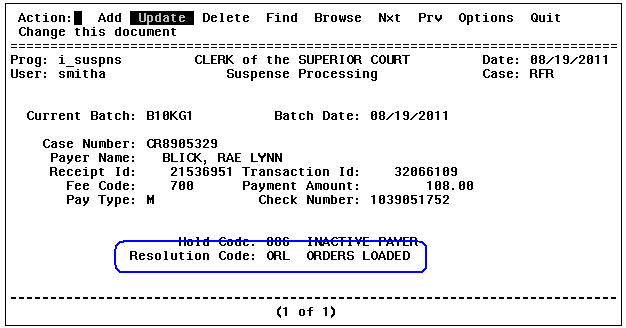 Action: Add Update Delete Find Browse Nxt Prv Options Quit
Change this document
Prog: i_suspns CLERK of the SUPERIOR COURT Date: 08/19/2011
User: smitha Suspense Processing Case: RFR
Current Batch: B10KG1 Batch Date: 08/19/2011
Case Number: CR8905329
Payer Name: BLICK, RAE LYNN
Receipt Id: 21536951 Transaction Id: 32066109
Fee Code: 700 Payment Amount: 108.00
Pay Type: M Check Number: 1039051752
Hold Code: 006 INACTIVE PAYER
Resolution Code: ORL ORDERS LOADED
(1 of 1)